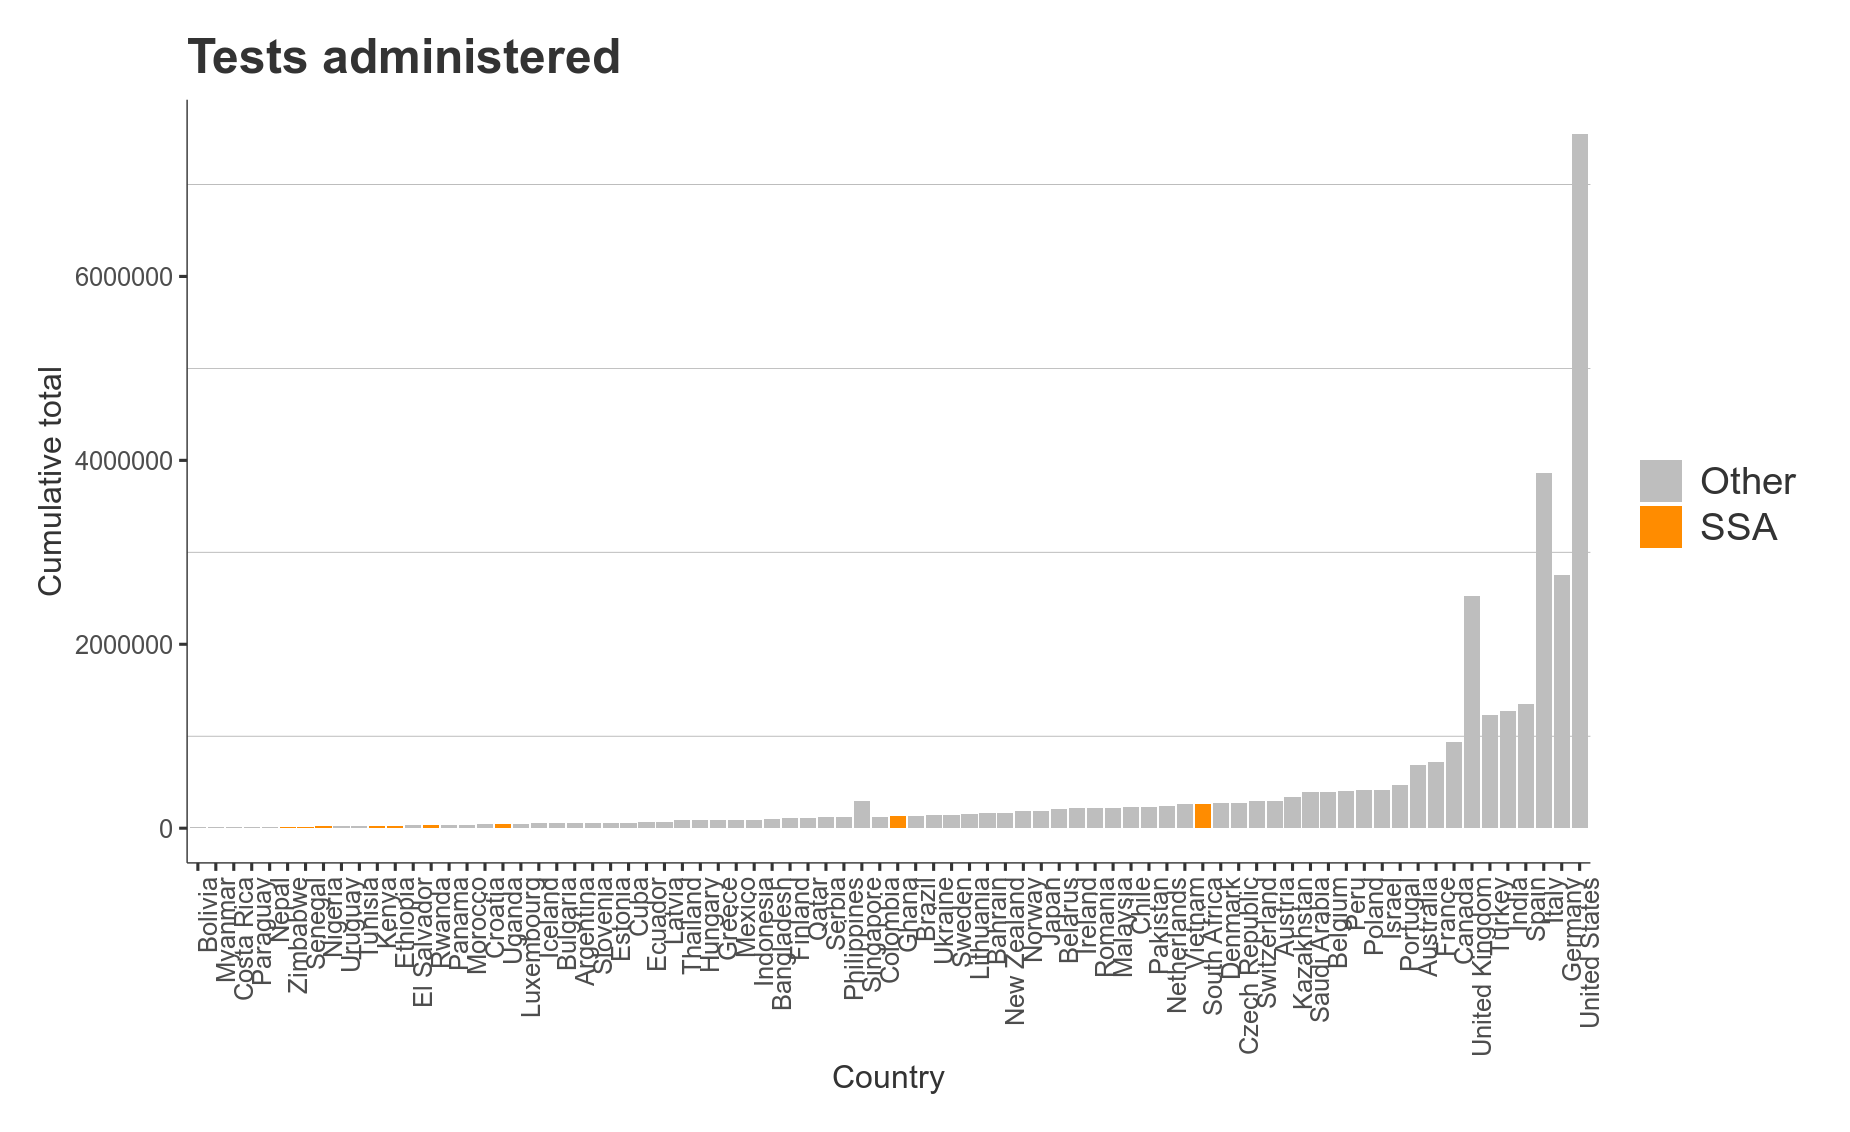 Tests administered
Cumulative total
6000000
4000000
2000000
0
Bolivia
Myanmar
Costa Rica
Paraguay
Nepal
Zimbabwe
Senegal
Nigeria
Uruguay
Tunisia
Kenya
Ethiopia
El Salvador
Rwanda
Panama
Morocco
Croatia
Uganda
Luxembourg
Iceland
Bulgaria
Argentina
Slovenia
Estonia
Cuba
Ecuador
Latvia
Thailand
Hungary
Greece
Mexico
Indonesia
Bangladesh
Finland
Qatar
Serbia
Philippines
Singapore
Colombia
Ghana
Brazil
Ukraine
Sweden
Lithuania
Bahrain
New Zealand
Norway
Japan
Belarus
Ireland
Romania
Malaysia
Chile
Pakistan
Netherlands
Vietnam
South Africa
Denmark
Czech Republic
Switzerland
Austria
Kazakhstan
Saudi Arabia
Belgium
Peru
Poland
Israel
Portugal
Australia
France
Canada
United Kingdom
Turkey
India
Spain
Italy
Germany
United States
Country
Other
SSA